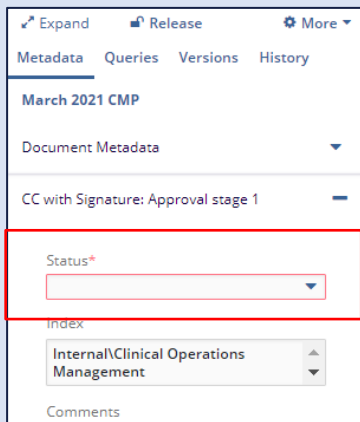 Expand Release More
Metadata Queries Versions History
March 2021 CMP
Document Metadata
CC with Signature: Approval stage 1
Status*
Index
Internal\Clinical Operations
Management
Comments